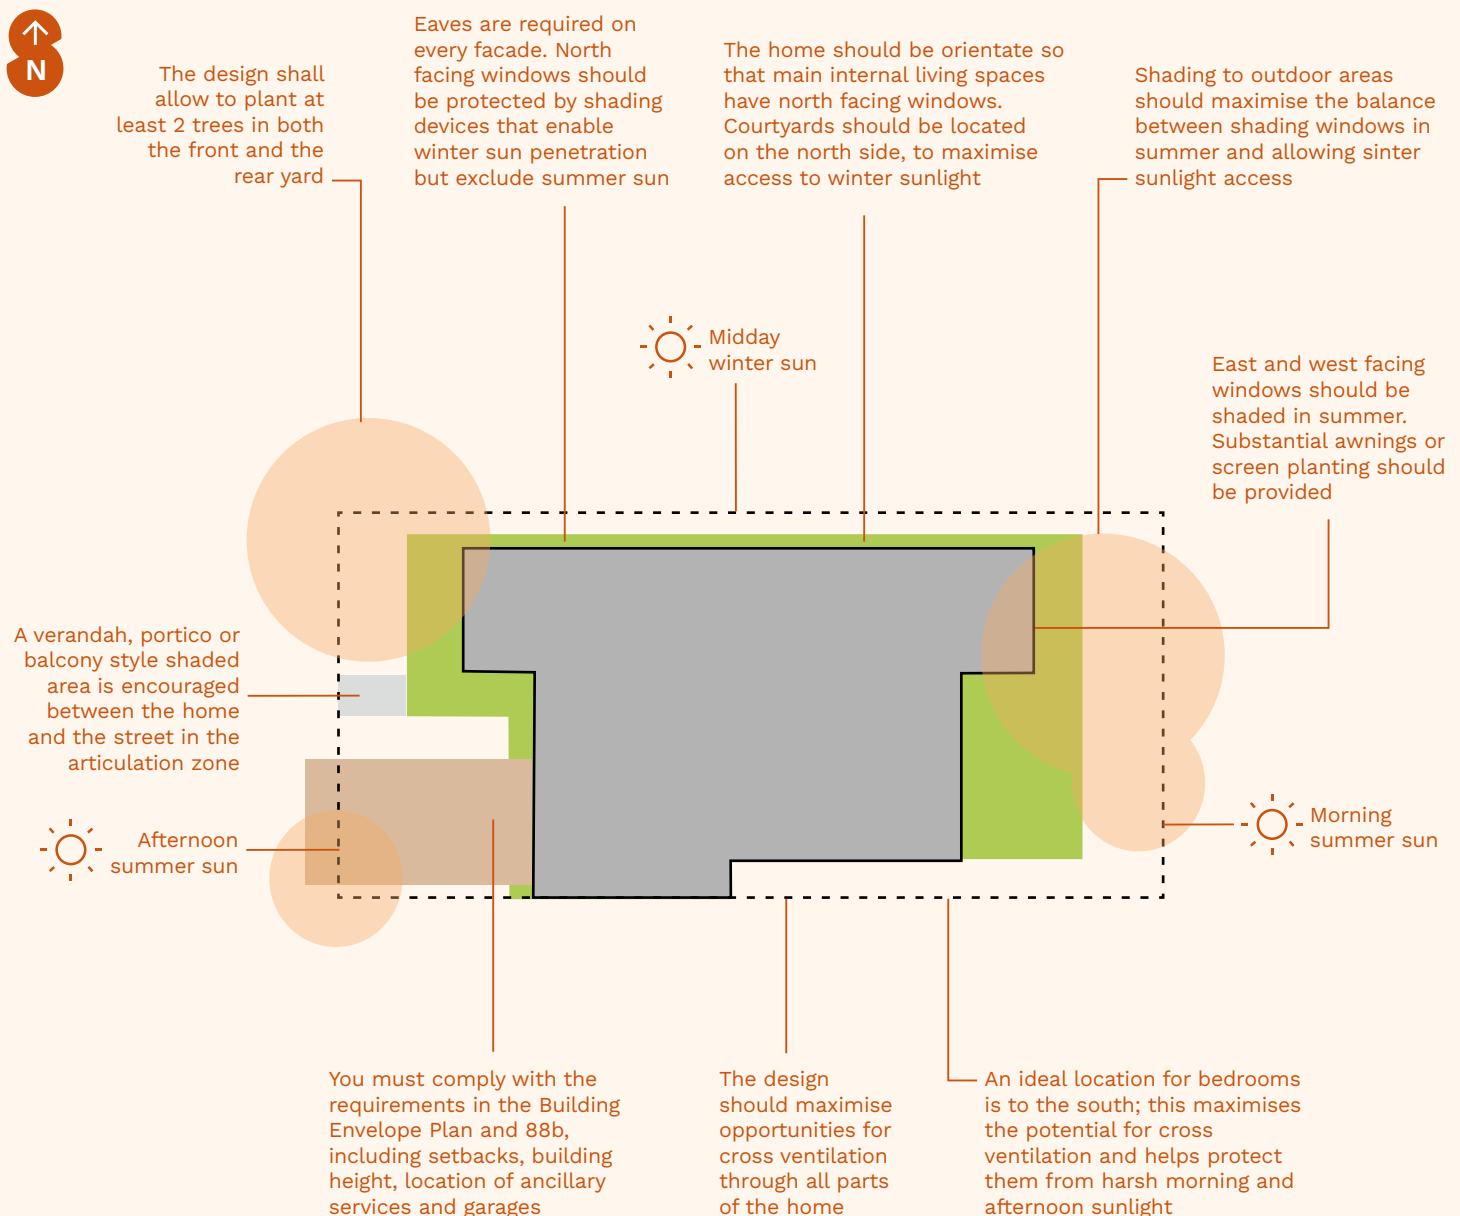 N
The design shall
allow to plant at
least 2 trees in both
the front and the
rear yard
Eaves are required on
every facade. North
facing windows should
be protected by shading
devices that enable
winter sun penetration
but exclude summer sun
The home should be orientate so
that main internal living spaces
have north facing windows.
Courtyards should be located
on the north side, to maximise
access to winter sunlight
Shading to outdoor areas
should maximise the balance
between shading windows in
summer and allowing sinter
sunlight access
Midday
winter sun
East and west facing
windows should be
shaded in summer.
Substantial awnings or
screen planting should
be provided
A verandah, portico or
balcony style shaded
area is encouraged
between the home
and the street in the
articulation zone
Afternoon
summer sun
Morning
summer sun
You must comply with the
requirements in the Building
Envelope Plan and 88b,
including setbacks, building
height, location of ancillary
services and garages
The design
should maximise
opportunities for
cross ventilation
through all parts
of the home
An ideal location for bedrooms
is to the south; this maximises
the potential for cross
ventilation and helps protect
them from harsh morning and
afternoon sunlight